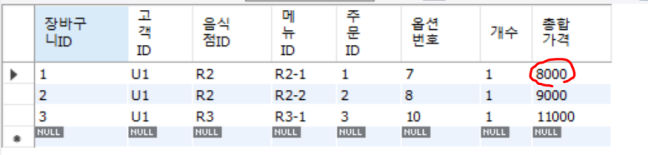 장바구니ID 고객ID 음식점ID 메뉴ID 주문ID 옵션번호 개수 총합가격
1 U1 R2 R2-1 1 7 1 8000
2 U1 R2 R2-2 2 8 1 9000
3 U1 R3 R3-1 3 10 1 11000
NULL NULL NULL NULL NULL NULL NULL NULL